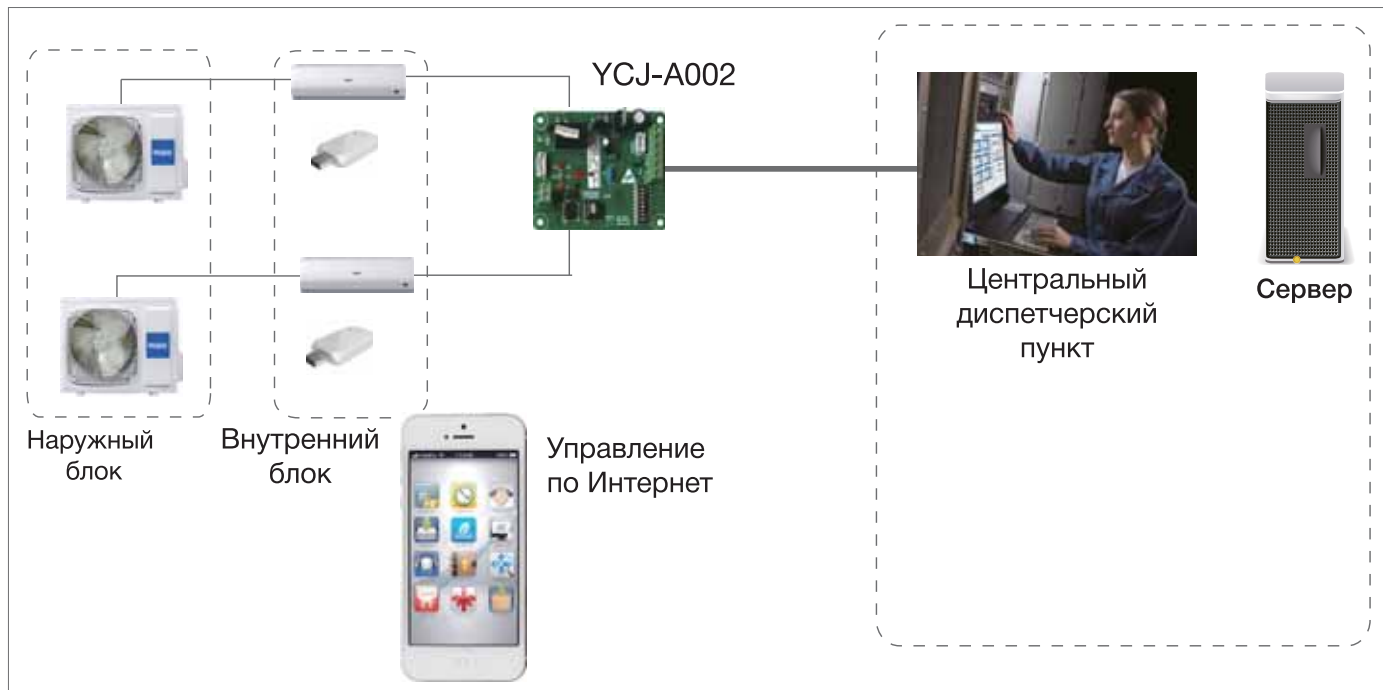 YCJ-A002
Центральный
диспетчерский
пункт
Сервер
Наружный
блок
Внутренний
блок
Управление
по Интернет